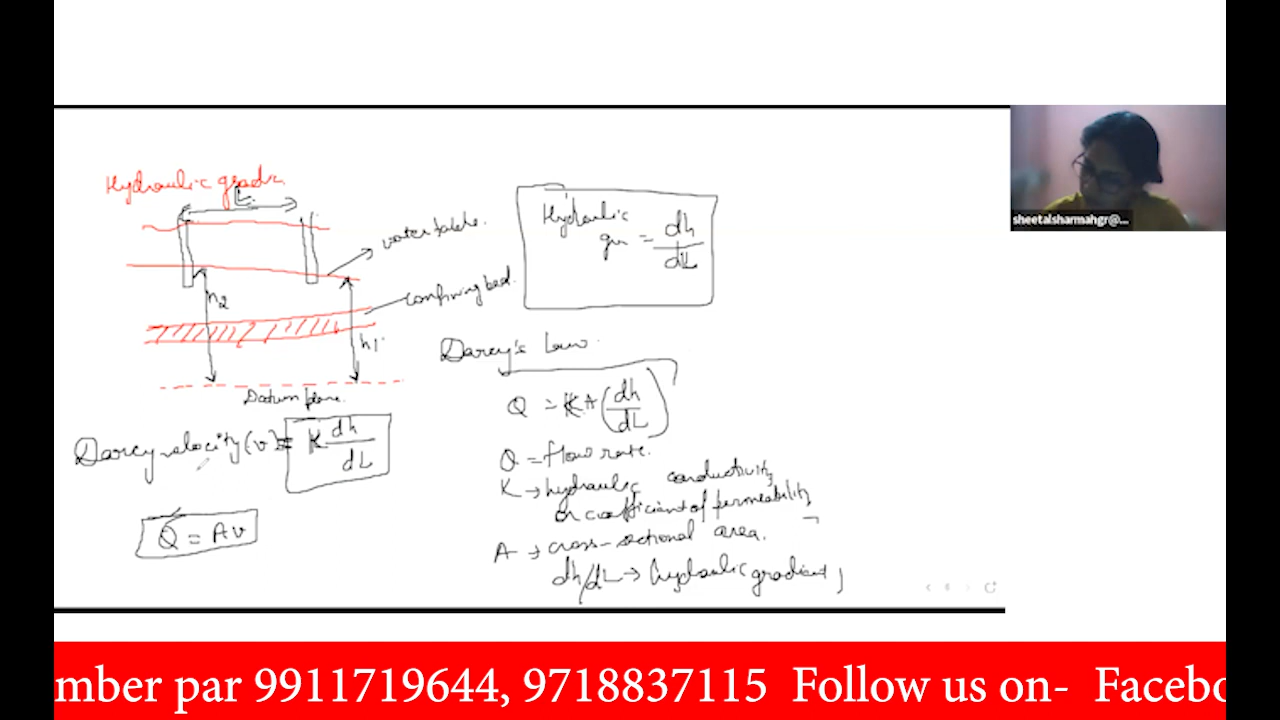 Hydraulic gradn.
L
water table.
h2
confining bed.
h1.
Datum plane.
Darcy velocity (v) = K dh/dL
Q = Av
Hydraulic
gr = dh/dL
Darcy's Law.
Q = KA (dh/dL)
Q = flow rate.
K → hydraulic conductivity
or coefficient of permeability
A → cross-sectional area.
dh/dL → hydraulic gradient
sheetalsharmahgr@...
mber par 9911719644, 9718837115 Follow us on- Facebo